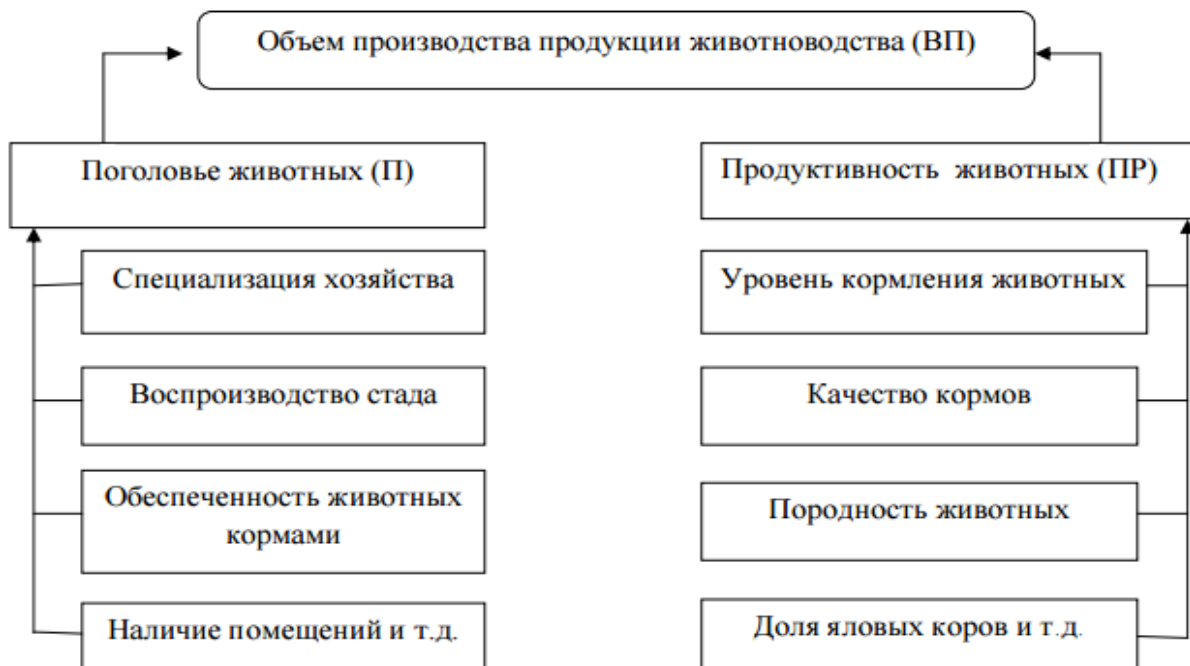 Объем производства продукции животноводства (ВП)
Поголовье животных (П)
Продуктивность животных (ПР)
Специализация хозяйства
Уровень кормления животных
Воспроизводство стада
Качество кормов
Обеспеченность животных
кормами
Породность животных
Наличие помещений и т.д.
Доля яловых коров и т.д.